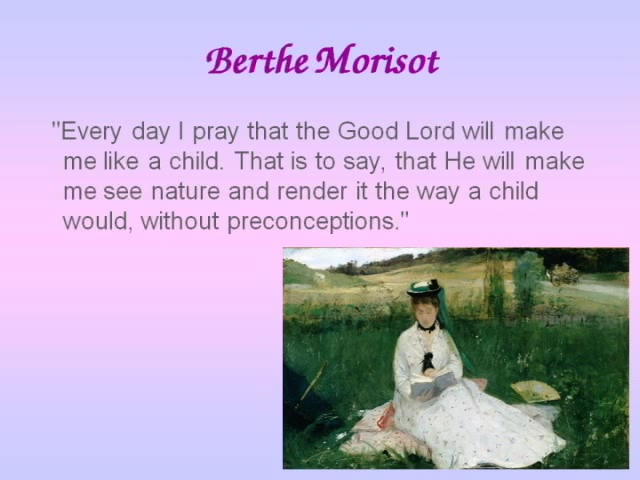 Berthe Morisot
"Every day I pray that the Good Lord will make
me like a child. That is to say, that He will make
me see nature and render it the way a child
would, without preconceptions."